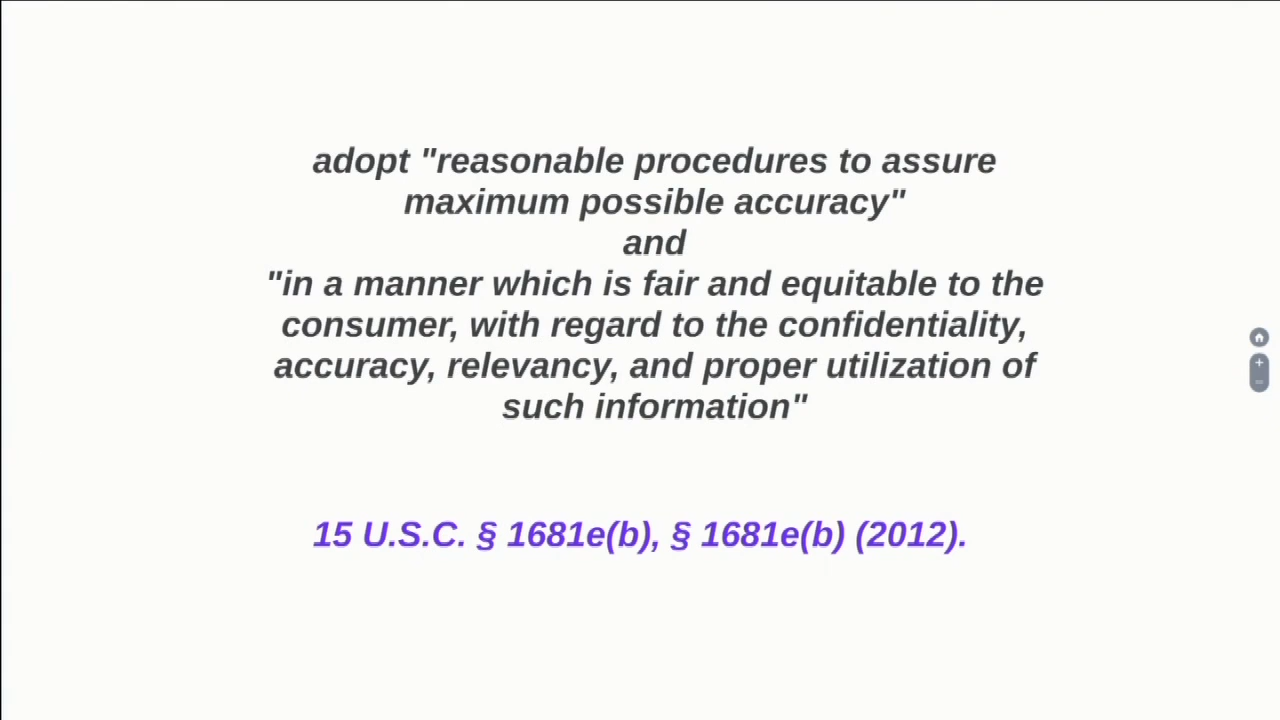 adopt "reasonable procedures to assure
maximum possible accuracy"
and
"in a manner which is fair and equitable to the
consumer, with regard to the confidentiality,
accuracy, relevancy, and proper utilization of
such information"
15 U.S.C. § 1681e(b), § 1681e(b) (2012).